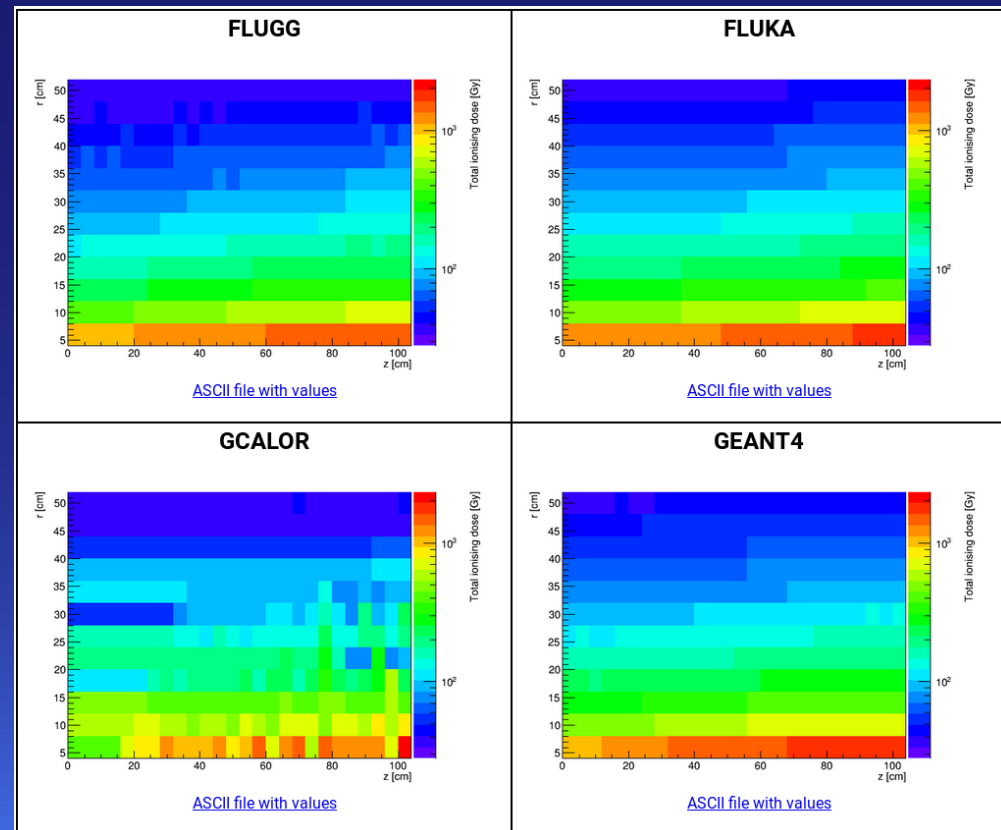 FLUGG
r [cm]
50
45
40
35
30
25
20
15
10
5
0 20 40 60 80 100
z [cm]
10³
10²
Total ionising dose [Gy]
ASCII file with values
FLUKA
r [cm]
50
45
40
35
30
25
20
15
10
5
0 20 40 60 80 100
z [cm]
10³
10²
Total ionising dose [Gy]
ASCII file with values
GCALOR
r [cm]
50
45
40
35
30
25
20
15
10
5
0 20 40 60 80 100
z [cm]
10³
10²
Total ionising dose [Gy]
ASCII file with values
GEANT4
r [cm]
50
45
40
35
30
25
20
15
10
5
0 20 40 60 80 100
z [cm]
10³
10²
Total ionising dose [Gy]
ASCII file with values